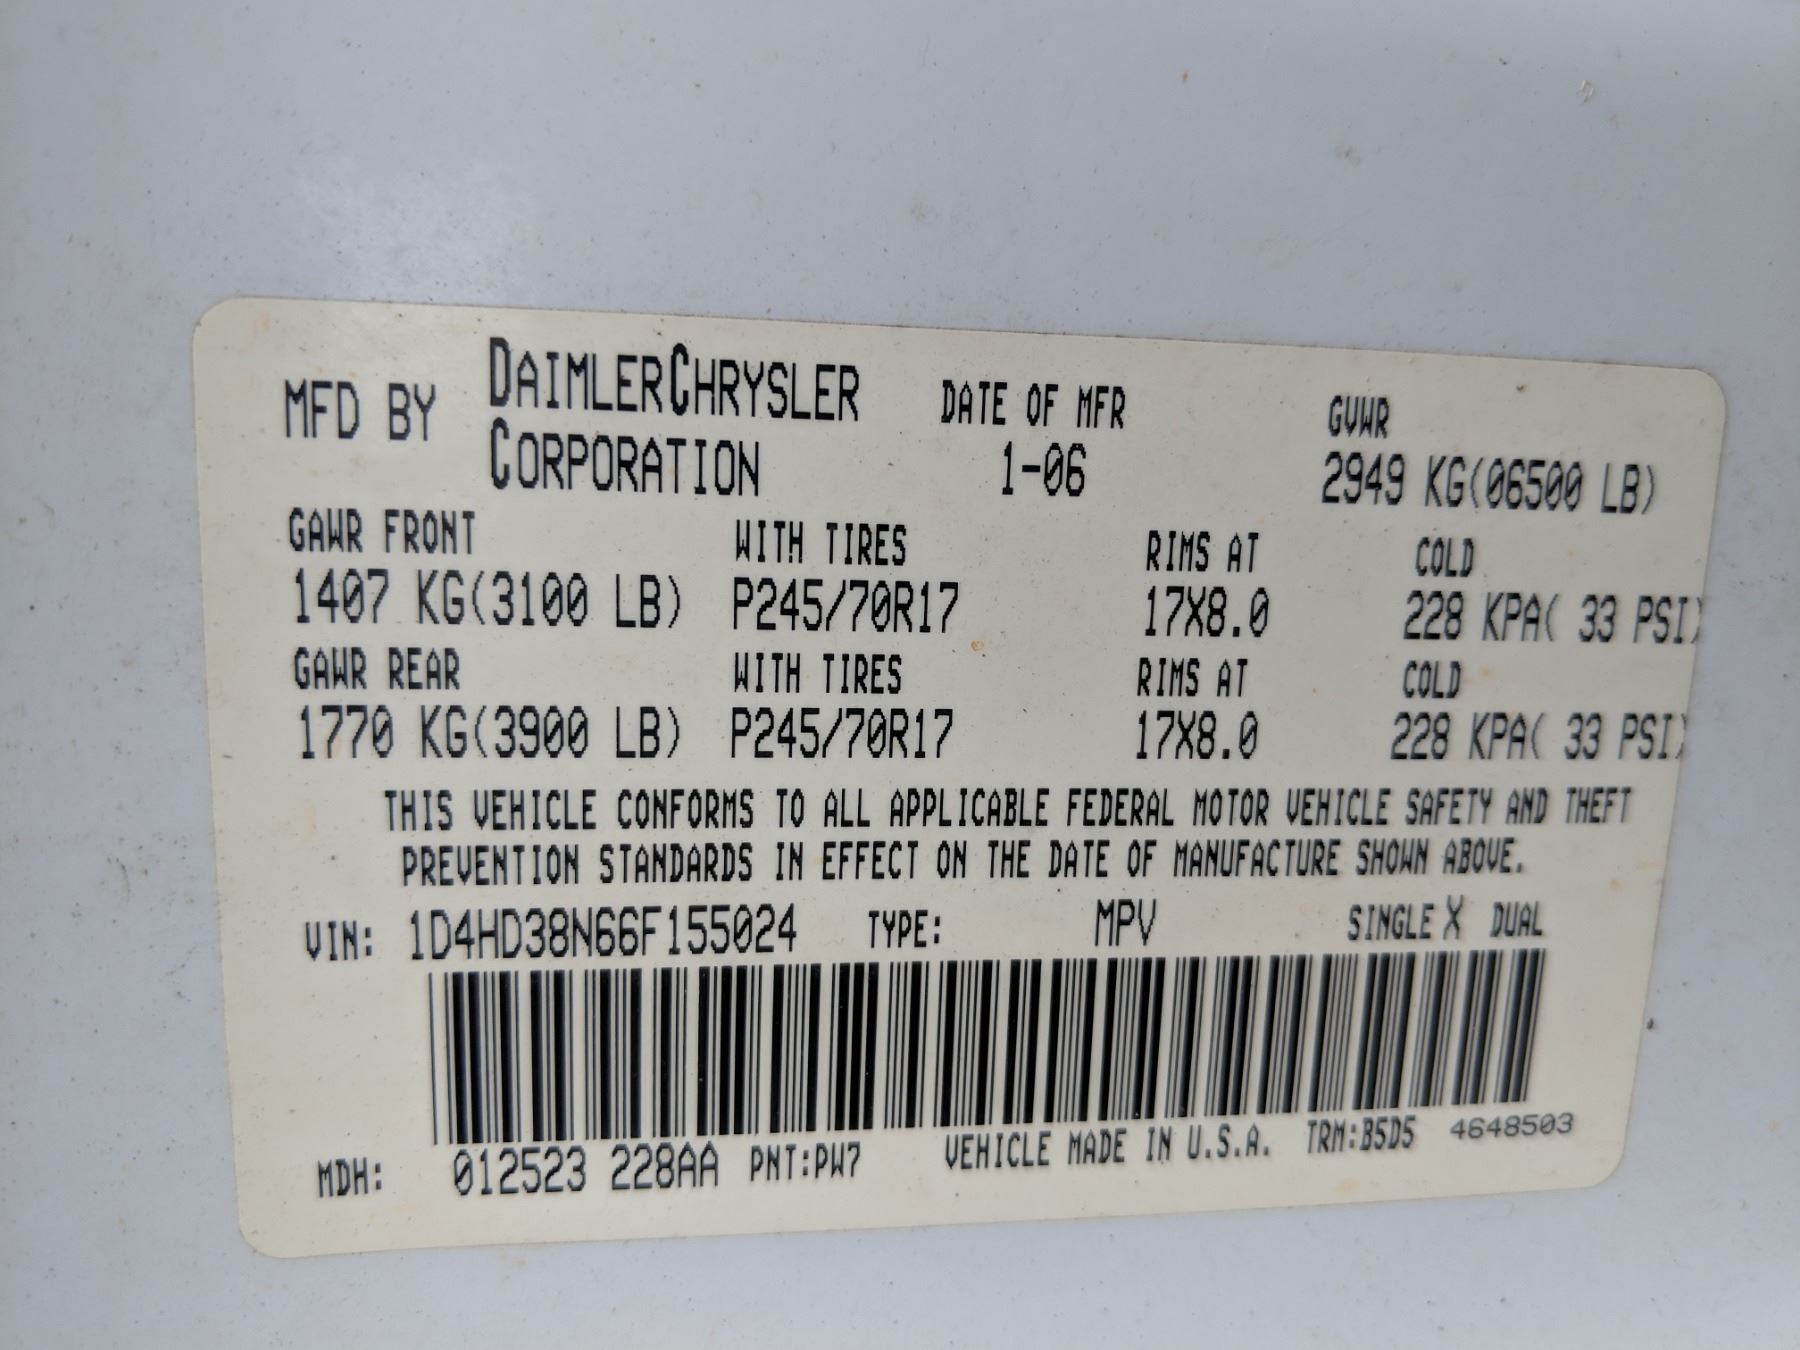 MFD BY DAIMLERCHRYSLER CORPORATION DATE OF MFR 1-06 GVWR 2949 KG(06500 LB)
GAWR FRONT WITH TIRES RIMS AT COLD
1407 KG(3100 LB) P245/70R17 17X8.0 228 KPA( 33 PSI)
GAWR REAR WITH TIRES RIMS AT COLD
1770 KG(3900 LB) P245/70R17 17X8.0 228 KPA( 33 PSI)
THIS VEHICLE CONFORMS TO ALL APPLICABLE FEDERAL MOTOR VEHICLE SAFETY AND THEFT
PREVENTION STANDARDS IN EFFECT ON THE DATE OF MANUFACTURE SHOWN ABOVE.
VIN: 1D4HD38N66F155024 TYPE: MPV SINGLE X DUAL
MDH: 012523 228AA PNT:PW7 VEHICLE MADE IN U.S.A. TRM:B5D5 4648503